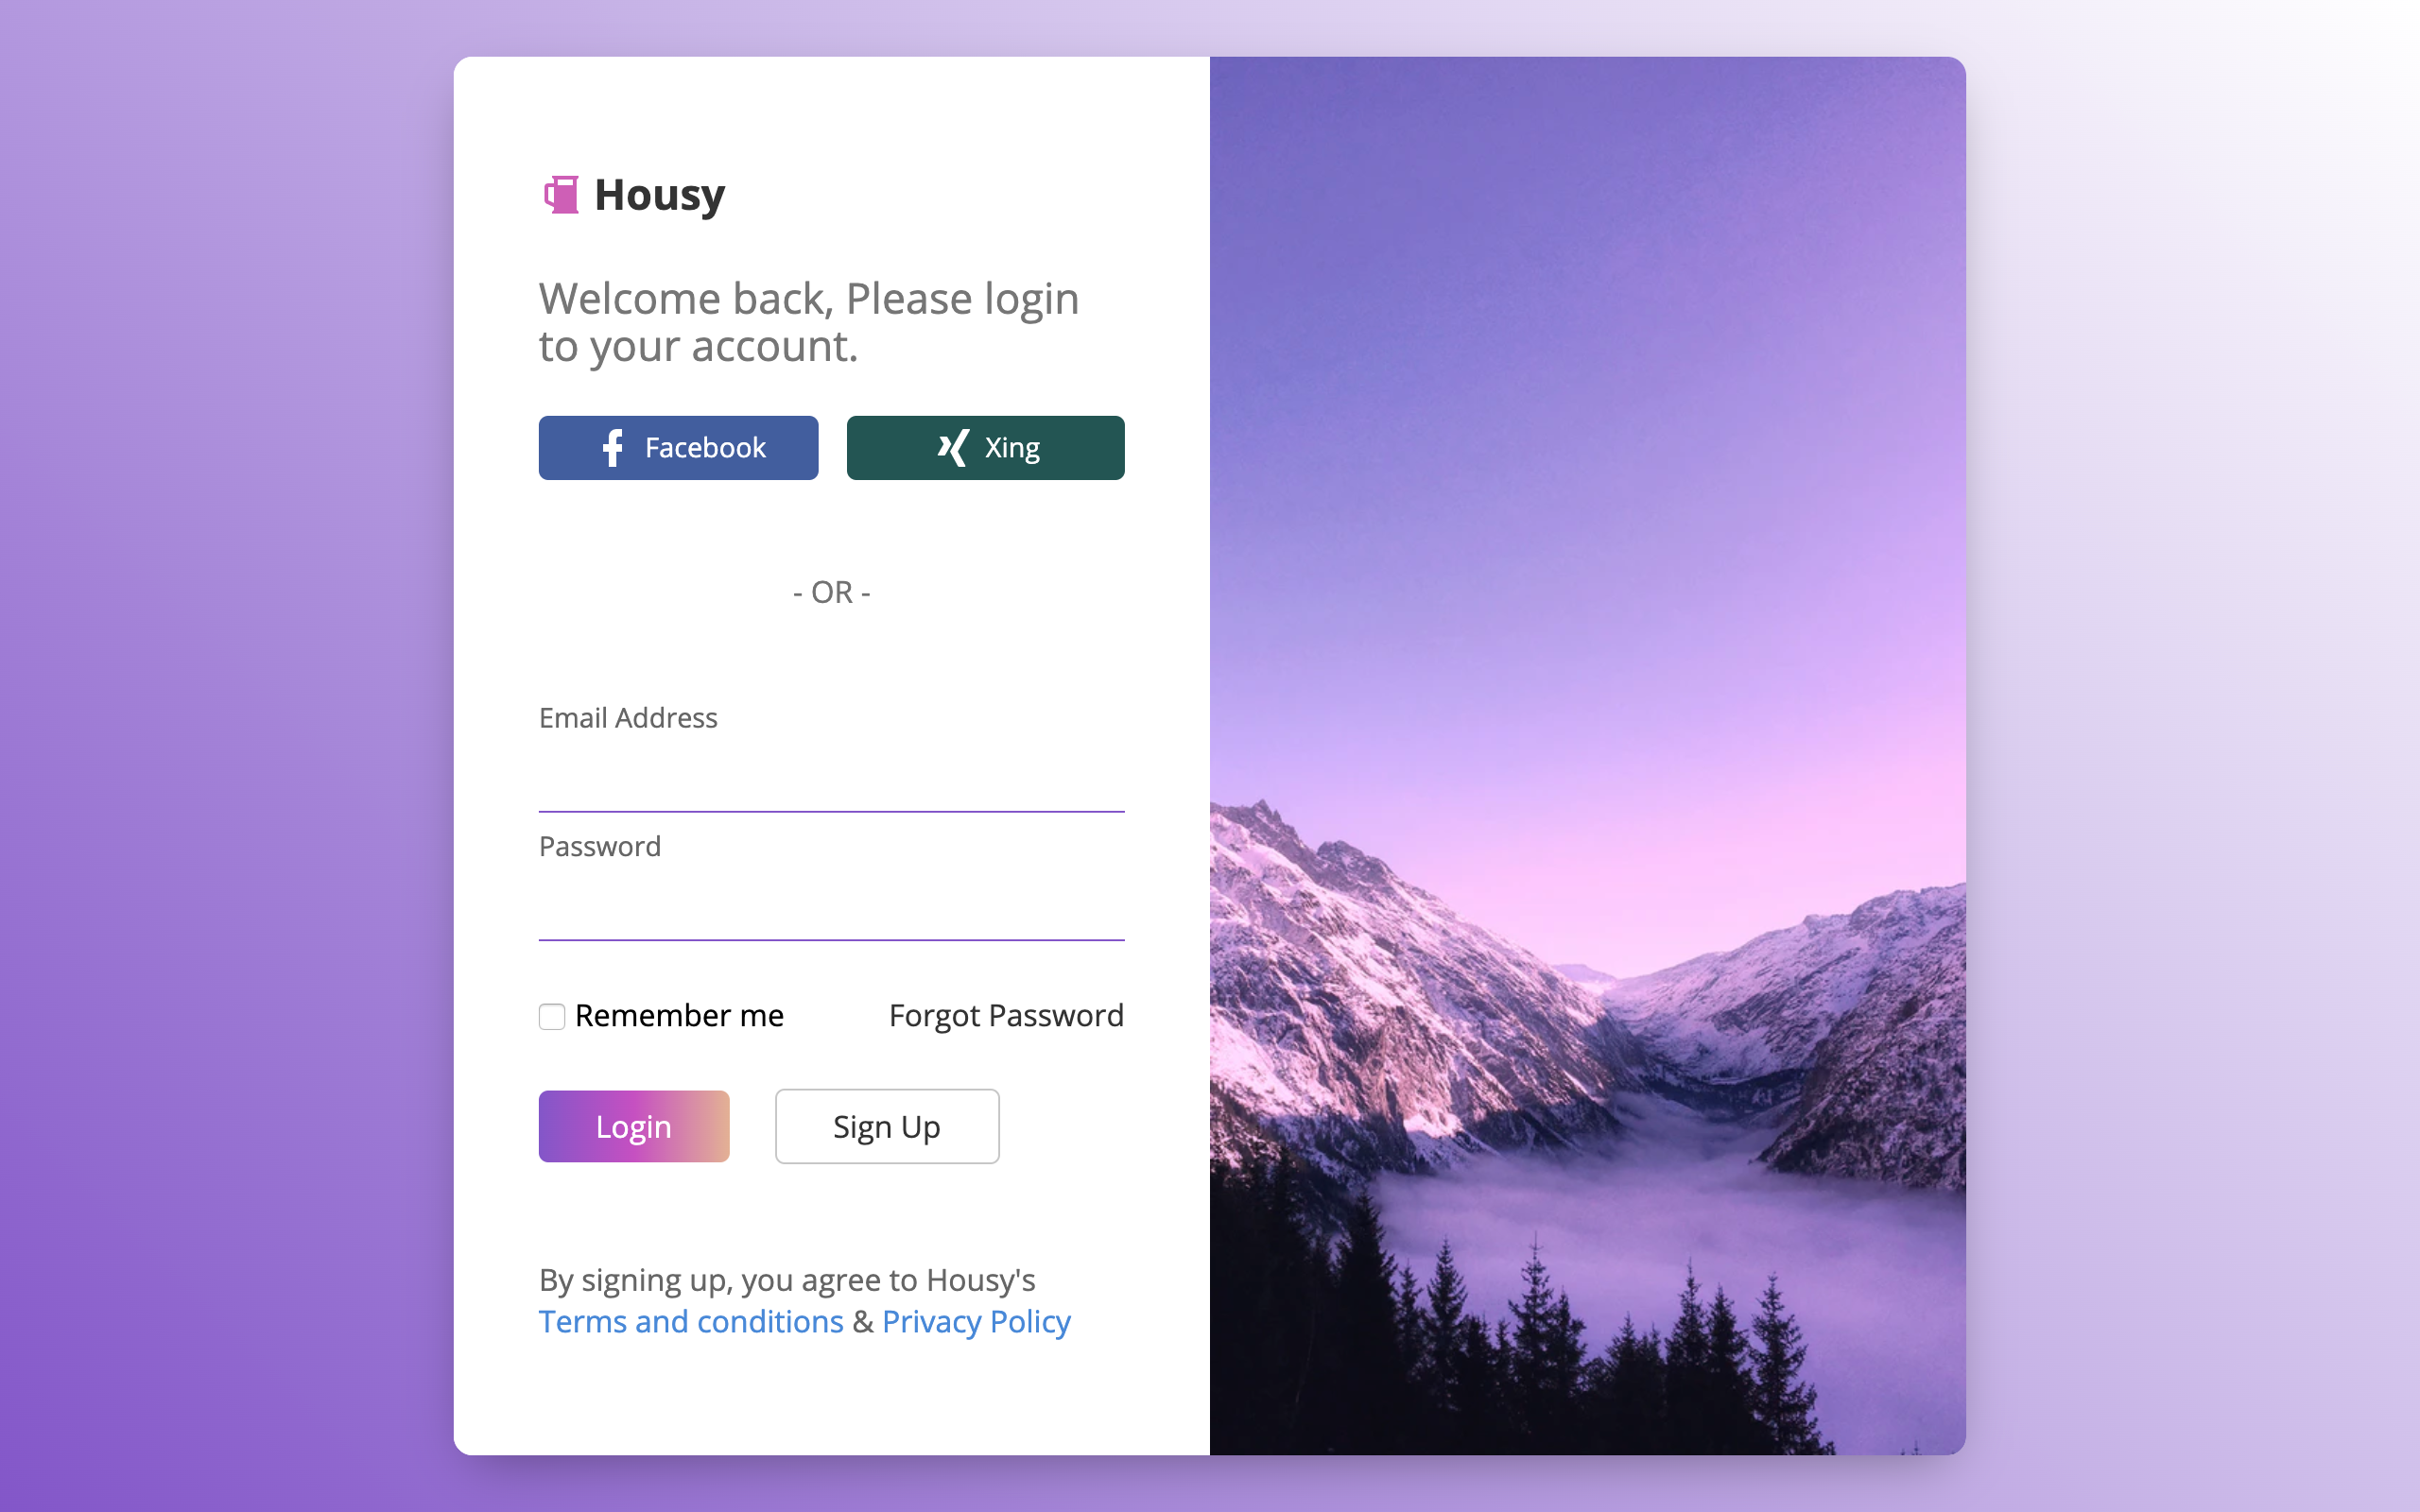 Housy
Welcome back, Please login
to your account.
Facebook
Xing
- OR -
Email Address
Password
Remember me
Forgot Password
Login
Sign Up
By signing up, you agree to Housy's
Terms and conditions & Privacy Policy